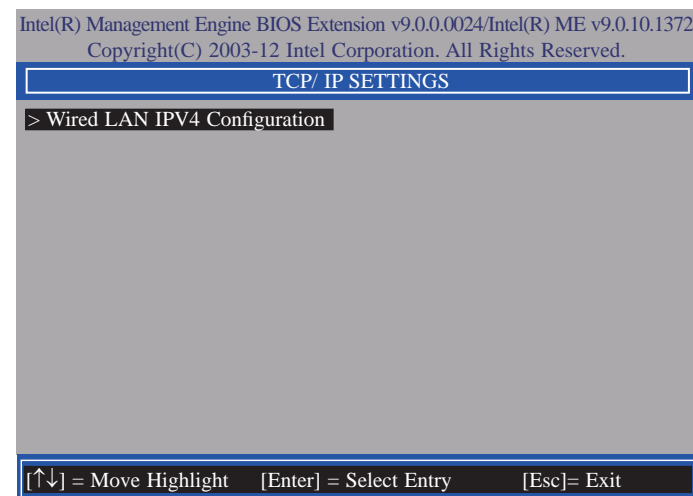 Intel(R) Management Engine BIOS Extension v9.0.0.0024/Intel(R) ME v9.0.10.1372
Copyright(C) 2003-12 Intel Corporation. All Rights Reserved.
TCP/ IP SETTINGS
> Wired LAN IPV4 Configuration
[↑↓] = Move Highlight [Enter] = Select Entry [Esc]= Exit